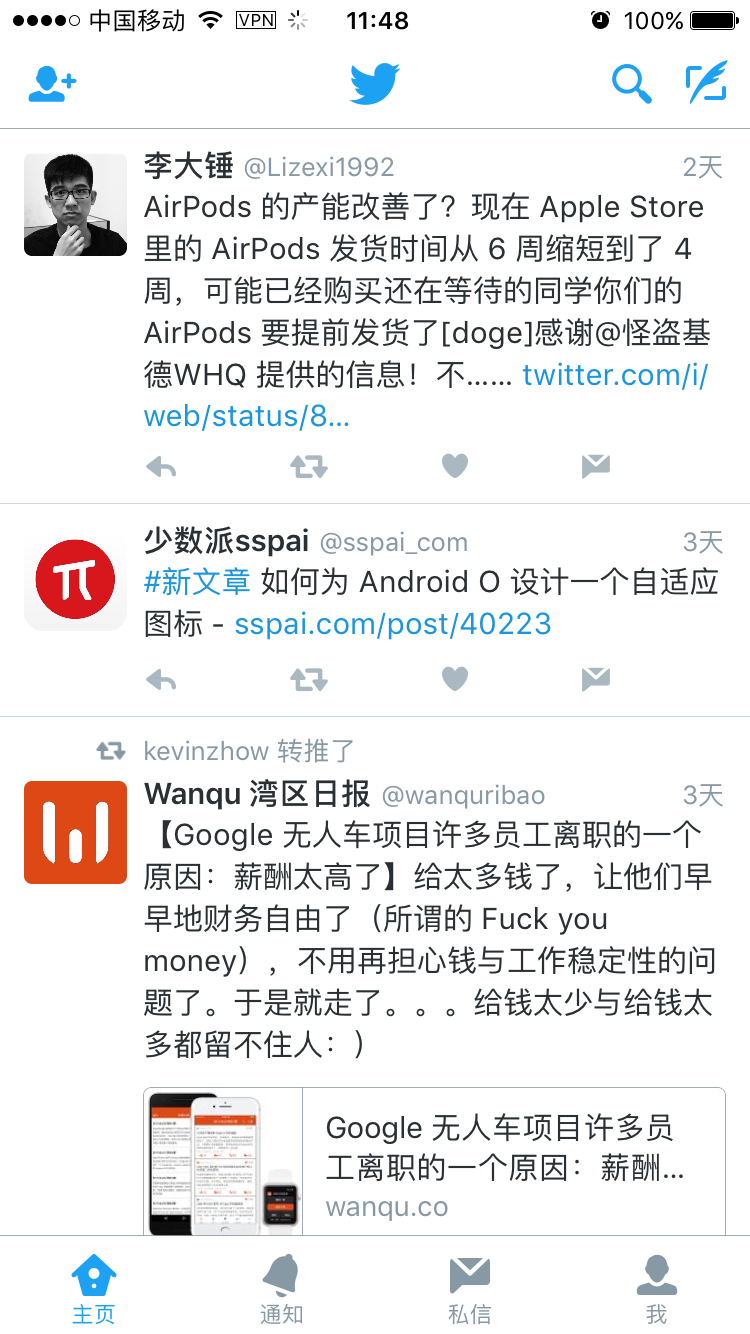 中国移动 VPN 11:48 100%
李大锤 @Lizexi1992 2天
AirPods 的产能改善了？现在 Apple Store
里的 AirPods 发货时间从 6 周缩短到了 4
周，可能已经购买还在等待的同学你们的
AirPods 要提前发货了[doge]感谢@怪盗基
德WHQ 提供的信息！不…… twitter.com/i/
web/status/8…
少数派sspai @sspai_com 3天
#新文章 如何为 Android O 设计一个自适应
图标 - sspai.com/post/40223
kevinzhow 转推了
Wanqu 湾区日报 @wanquribao 3天
【Google 无人车项目许多员工离职的一个
原因：薪酬太高了】给太多钱了，让他们早
早地财务自由了（所谓的 Fuck you
money），不用再担心钱与工作稳定性的问
题了。于是就走了。。。给钱太少与给钱太
多都留不住人：)
Google 无人车项目许多员
工离职的一个原因：薪酬…
wanqu.co
主页 通知 私信 我